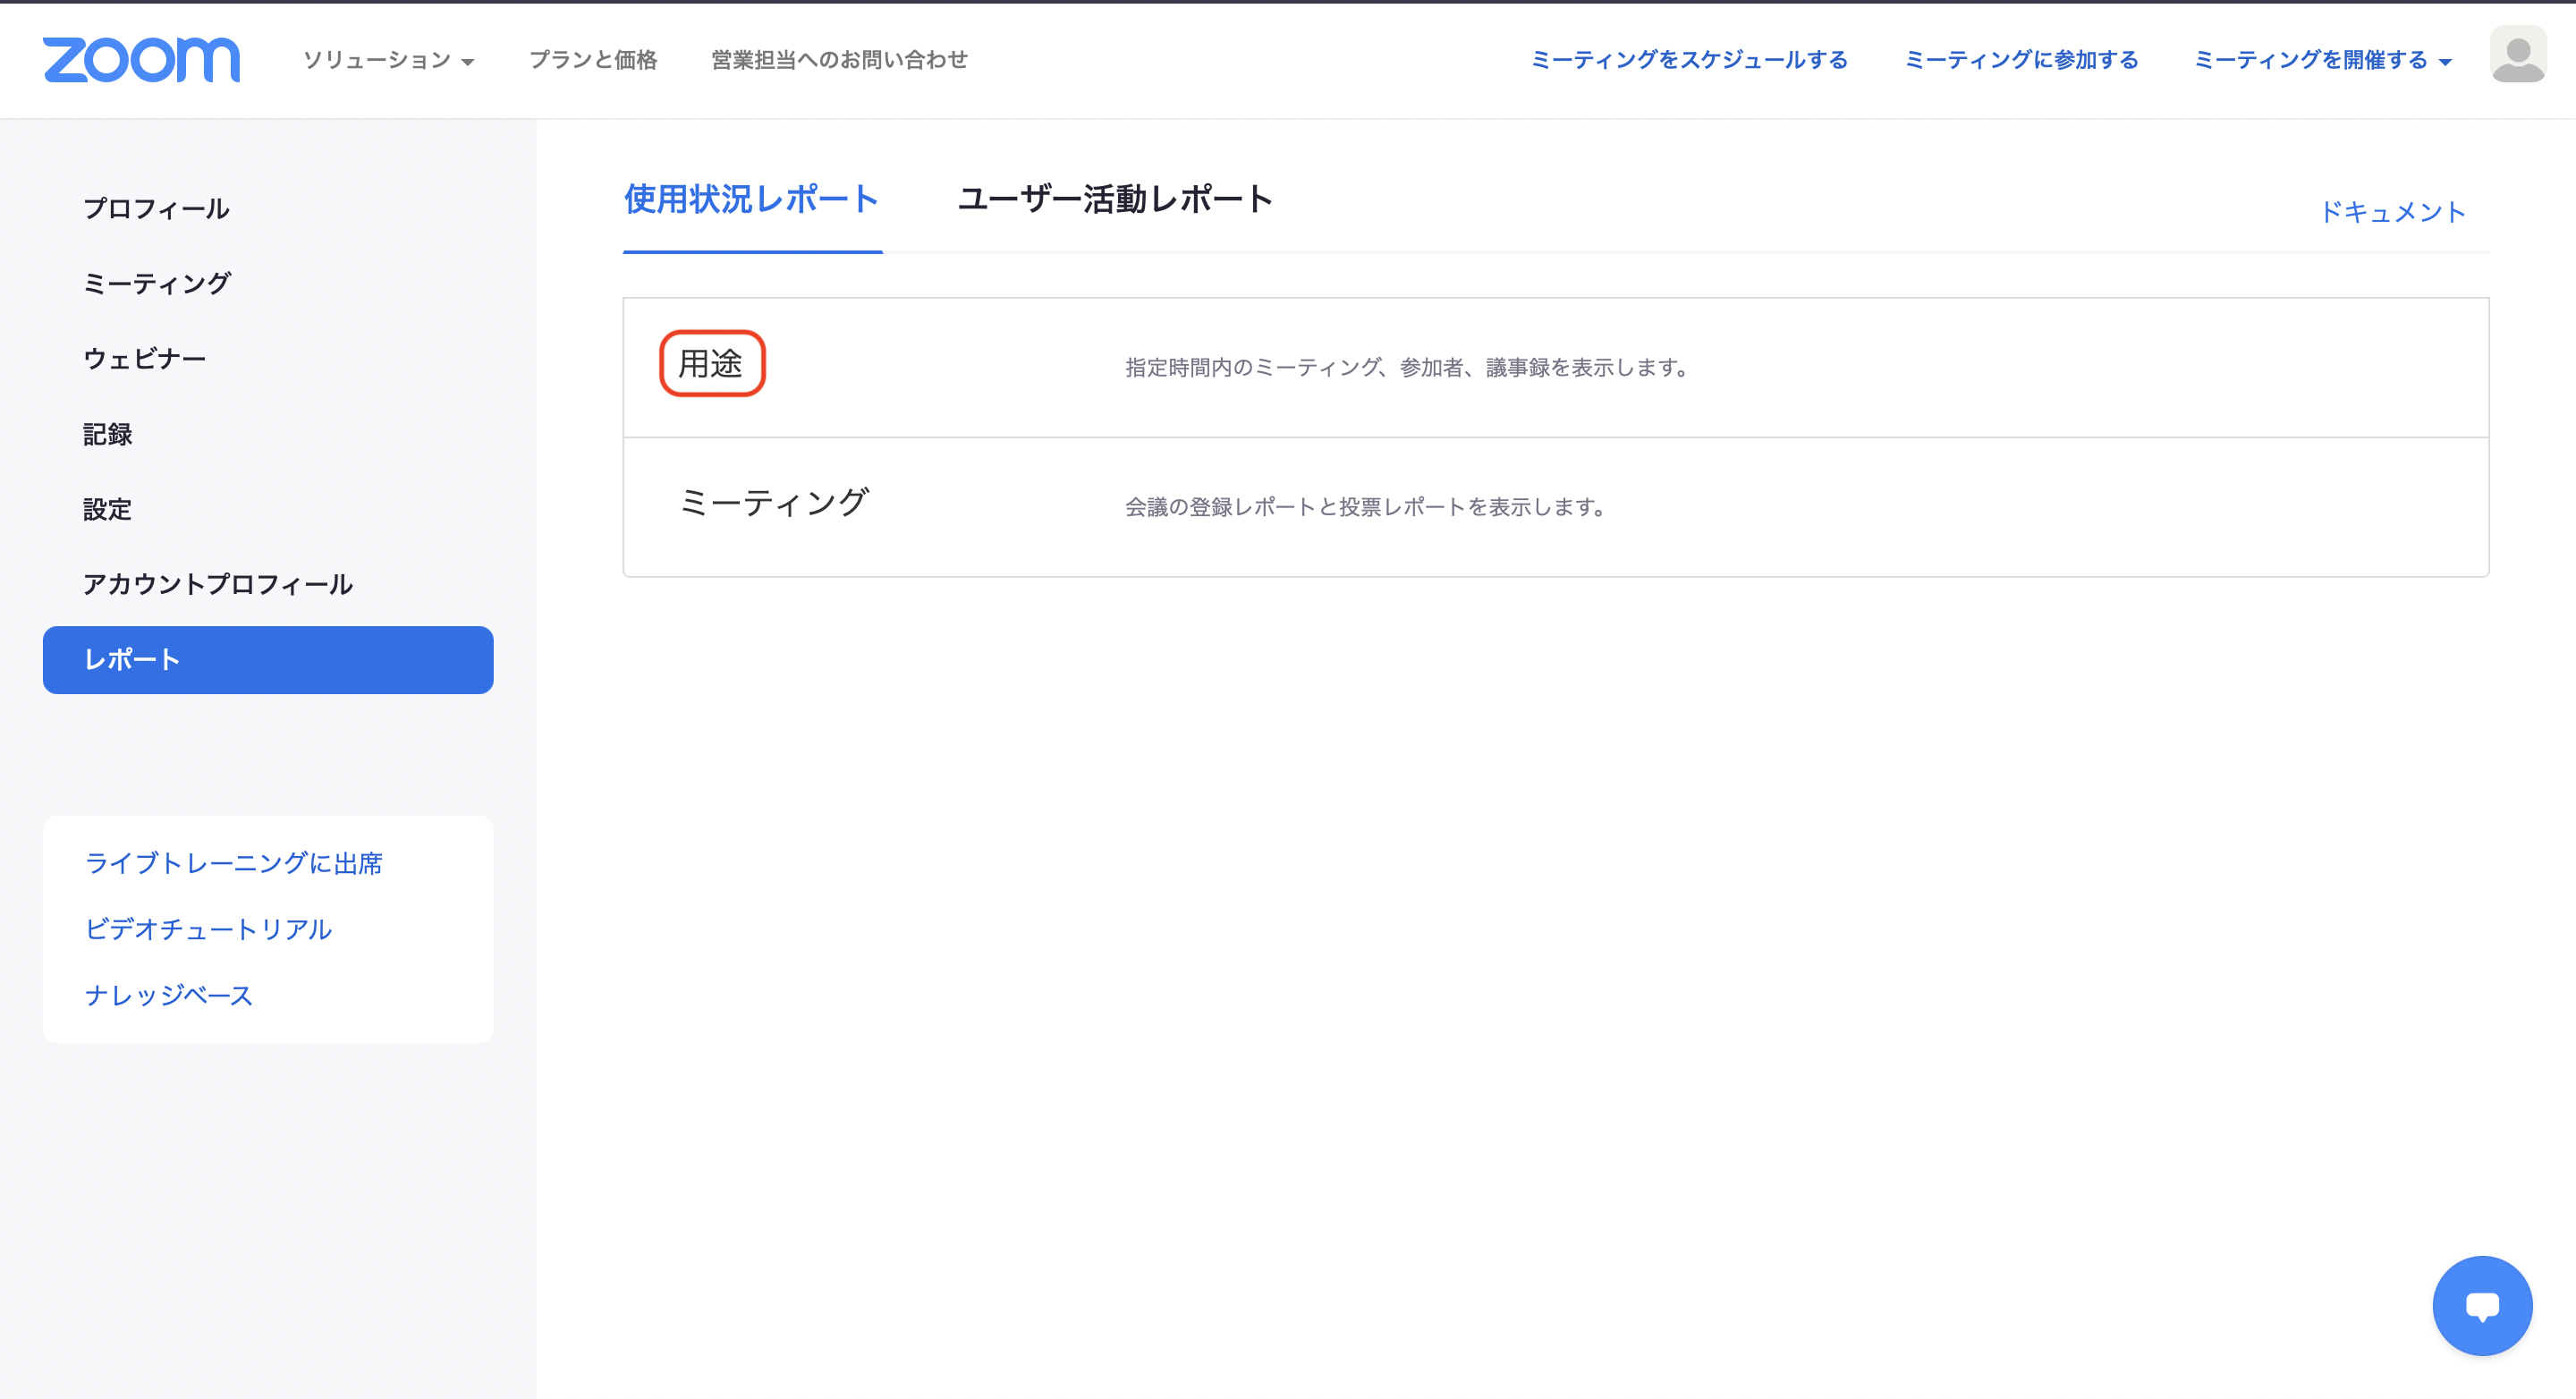 zoom
ソリューション
プランと価格
営業担当へのお問い合わせ
ミーティングをスケジュールする
ミーティングに参加する
ミーティングを開催する
プロフィール
ミーティング
ウェビナー
記録
設定
アカウントプロフィール
レポート
ライブトレーニングに出席
ビデオチュートリアル
ナレッジベース
使用状況レポート
ユーザー活動レポート
ドキュメント
用途
指定時間内のミーティング、参加者、議事録を表示します。
ミーティング
会議の登録レポートと投票レポートを表示します。